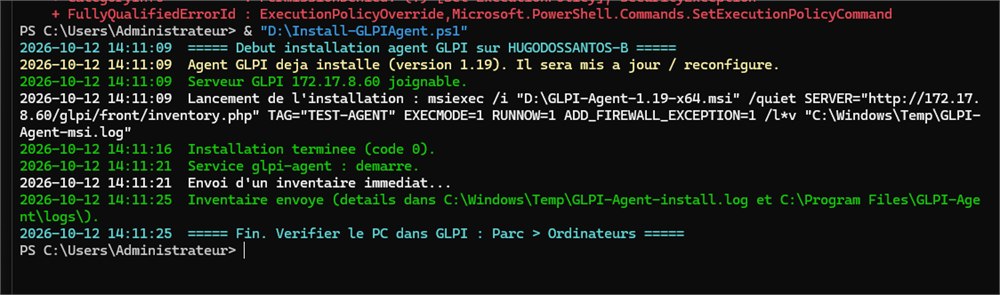 + FullyQualifiedErrorId : ExecutionPolicyOverride,Microsoft.PowerShell.Commands.SetExecutionPolicyCommand
PS C:\Users\Administrateur> & "D:\Install-GLPIAgent.ps1"
2026-10-12 14:11:09  ===== Debut installation agent GLPI sur HUGODOSSANTOS-B =====
2026-10-12 14:11:09  Agent GLPI deja installe (version 1.19). Il sera mis a jour / reconfigure.
2026-10-12 14:11:09  Serveur GLPI 172.17.8.60 joignable.
2026-10-12 14:11:09  Lancement de l'installation : msiexec /i "D:\GLPI-Agent-1.19-x64.msi" /quiet SERVER="http://172.17.
8.60/glpi/front/inventory.php" TAG="TEST-AGENT" EXECMODE=1 RUNNOW=1 ADD_FIREWALL_EXCEPTION=1 /l*v "C:\Windows\Temp\GLPI-
Agent-msi.log"
2026-10-12 14:11:16  Installation terminee (code 0).
2026-10-12 14:11:21  Service glpi-agent : demarre.
2026-10-12 14:11:21  Envoi d'un inventaire immediat...
2026-10-12 14:11:25  Inventaire envoye (details dans C:\Windows\Temp\GLPI-Agent-install.log et C:\Program Files\GLPI-Age
nt\logs\).
2026-10-12 14:11:25  ===== Fin. Verifier le PC dans GLPI : Parc > Ordinateurs =====
PS C:\Users\Administrateur>